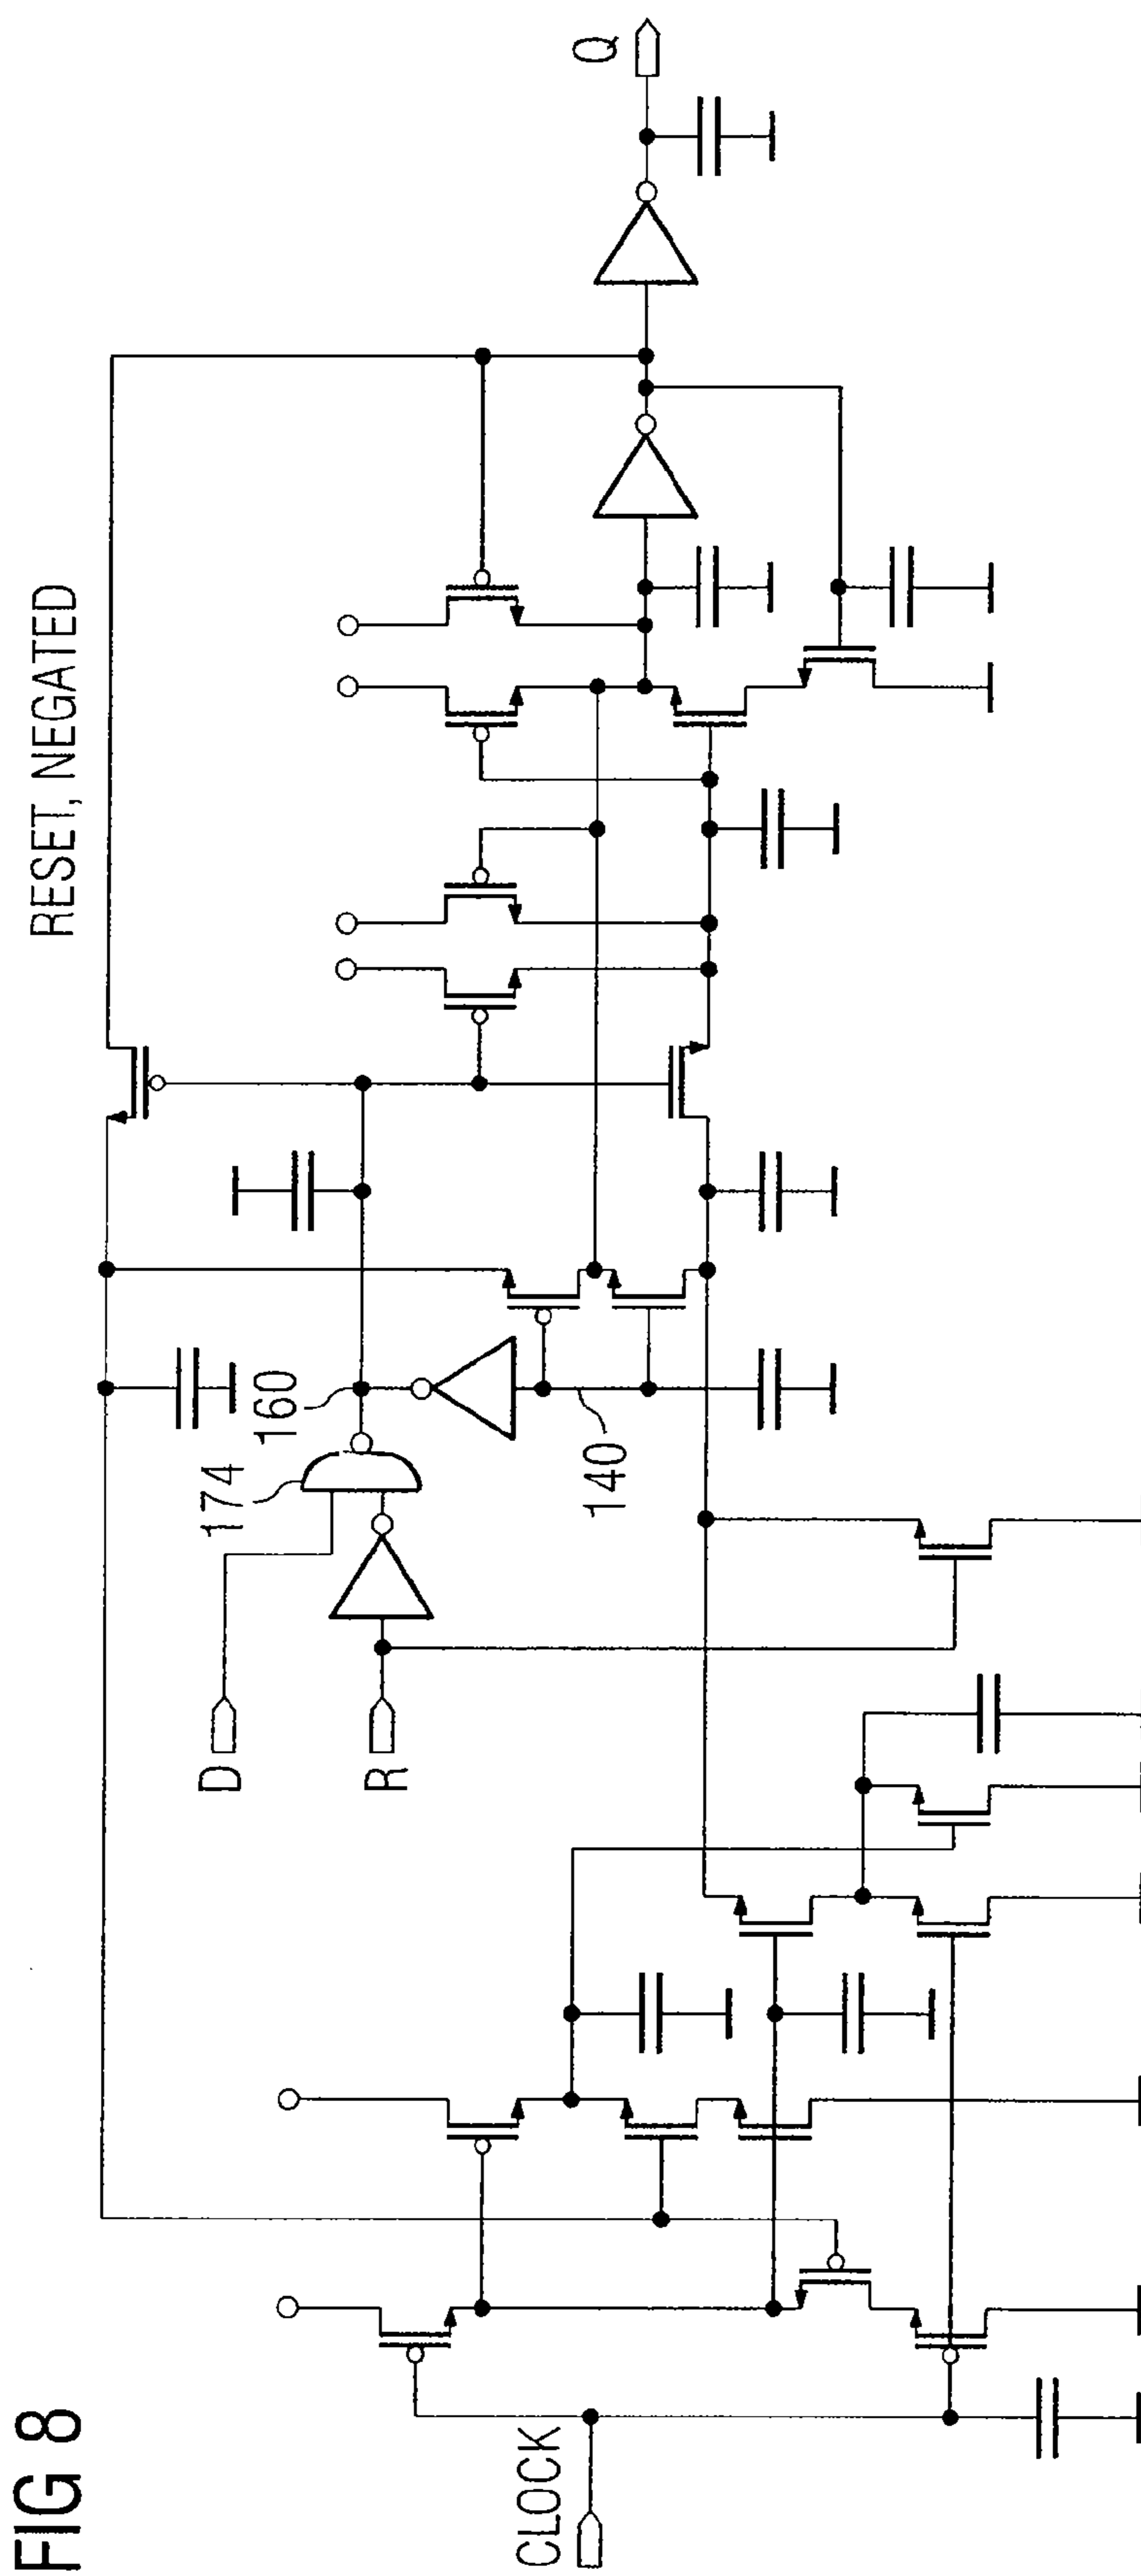 FIG 8
RESET, NEGATED
CLOCK
D
R
174
160
140
Q